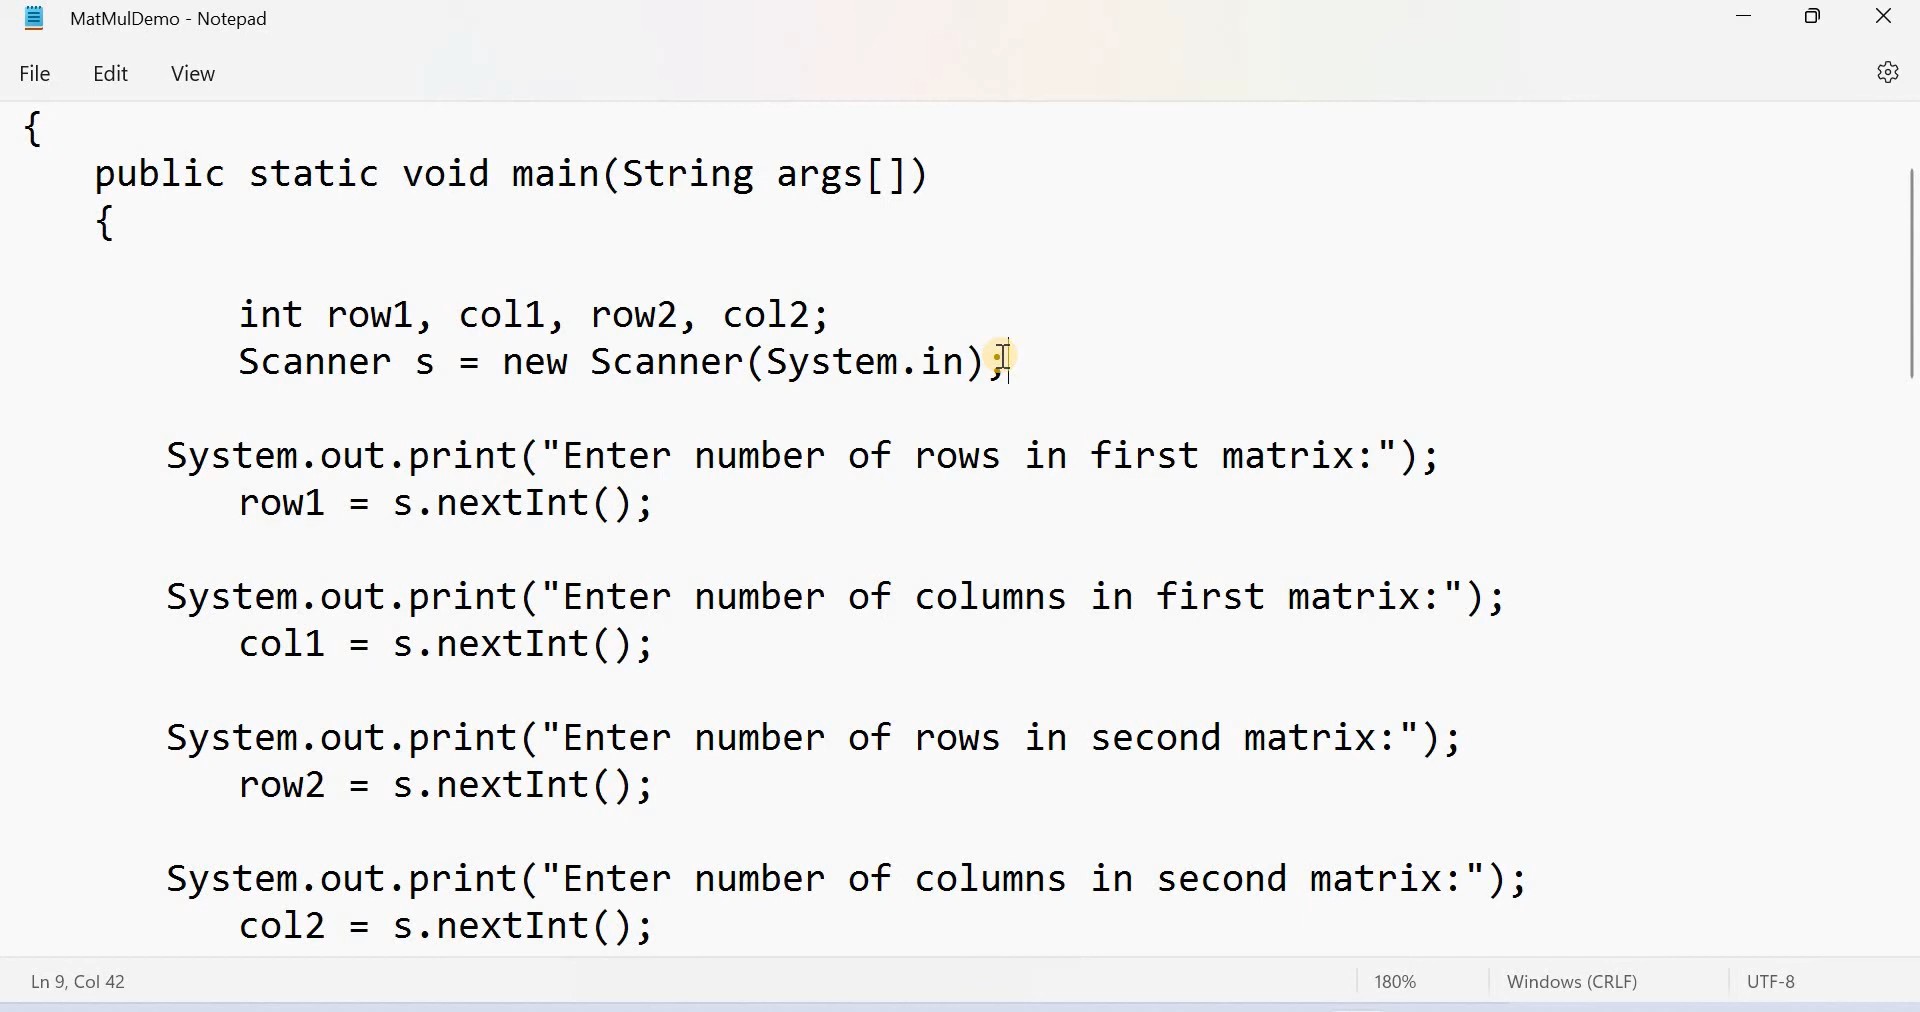 MatMulDemo - Notepad
File Edit View
{
public static void main(String args[])
{
int row1, col1, row2, col2;
Scanner s = new Scanner(System.in);
System.out.print("Enter number of rows in first matrix:");
row1 = s.nextInt();
System.out.print("Enter number of columns in first matrix:");
col1 = s.nextInt();
System.out.print("Enter number of rows in second matrix:");
row2 = s.nextInt();
System.out.print("Enter number of columns in second matrix:");
col2 = s.nextInt();
Ln 9, Col 42 180% Windows (CRLF) UTF-8